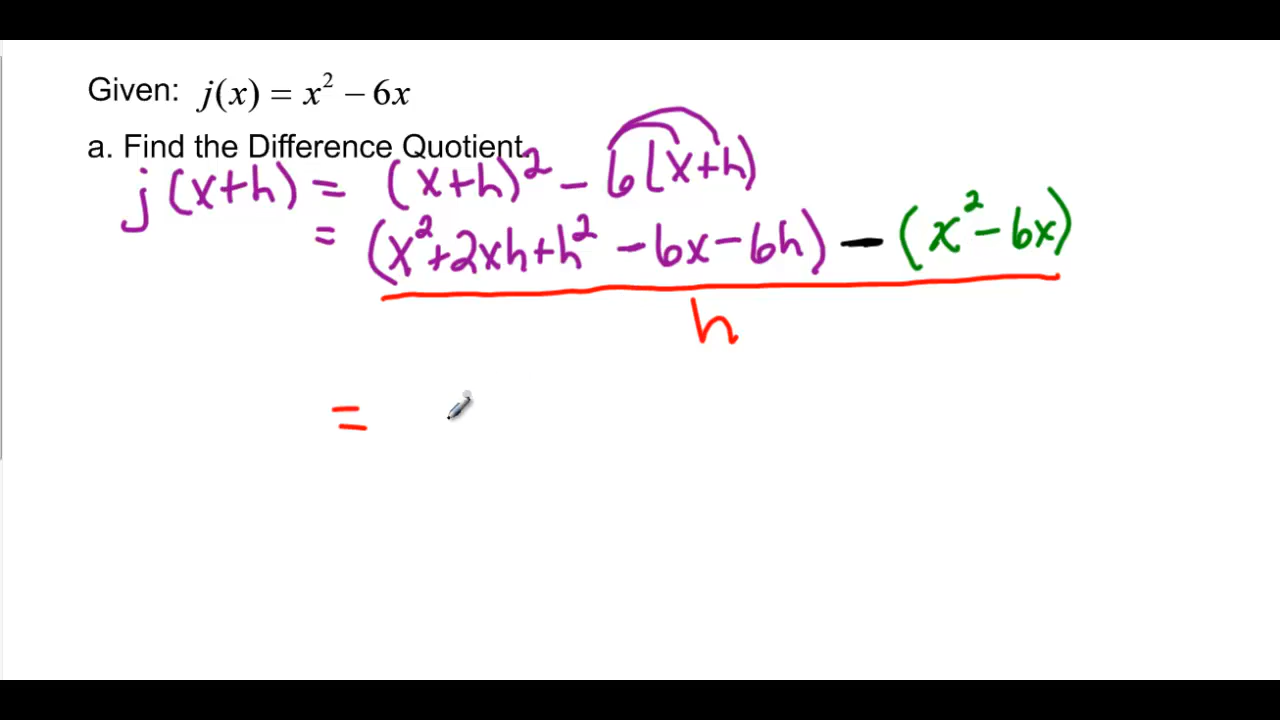 Given: j(x) = x² − 6x
a. Find the Difference Quotient.
j(x+h) = (x+h)² − 6(x+h)
= (x²+2xh+h² −6x−6h) − (x²−6x)
h
=